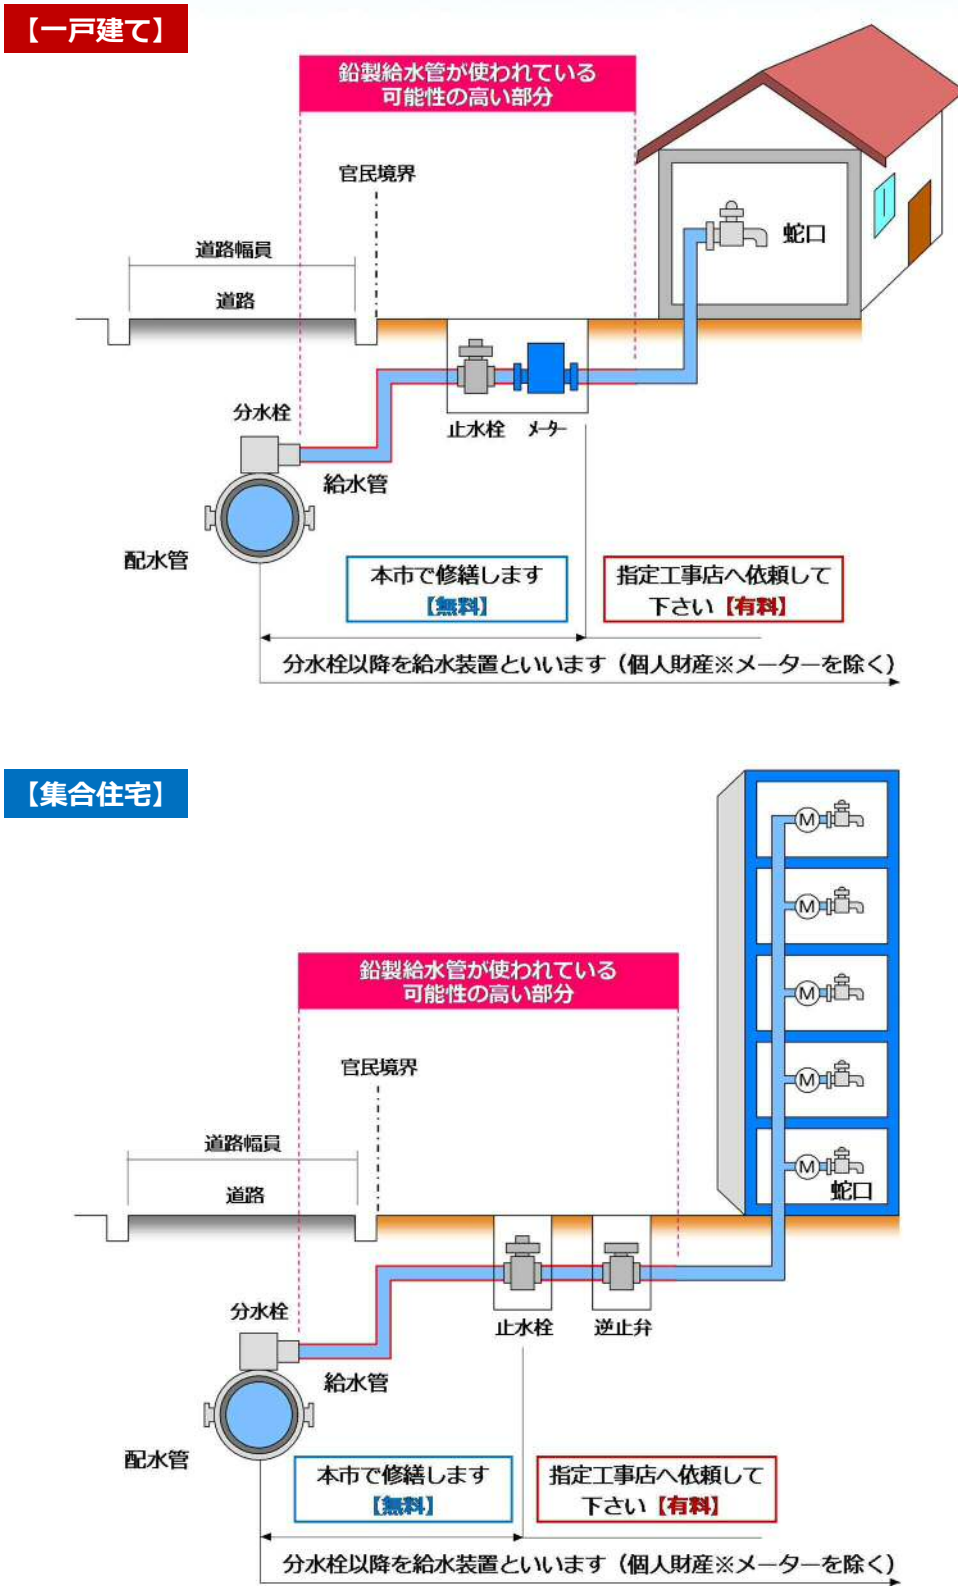 【一戸建て】
鉛製給水管が使われている
可能性の高い部分
官民境界
道路幅員
道路
蛇口
分水栓
止水栓 メーター
給水管
配水管
本市で修繕します
【無料】
指定工事店へ依頼して
下さい【有料】
分水栓以降を給水装置といいます（個人財産※メーターを除く）
【集合住宅】
M
M
M
M
M
蛇口
鉛製給水管が使われている
可能性の高い部分
官民境界
道路幅員
道路
分水栓
止水栓 逆止弁
給水管
配水管
本市で修繕します
【無料】
指定工事店へ依頼して
下さい【有料】
分水栓以降を給水装置といいます（個人財産※メーターを除く）